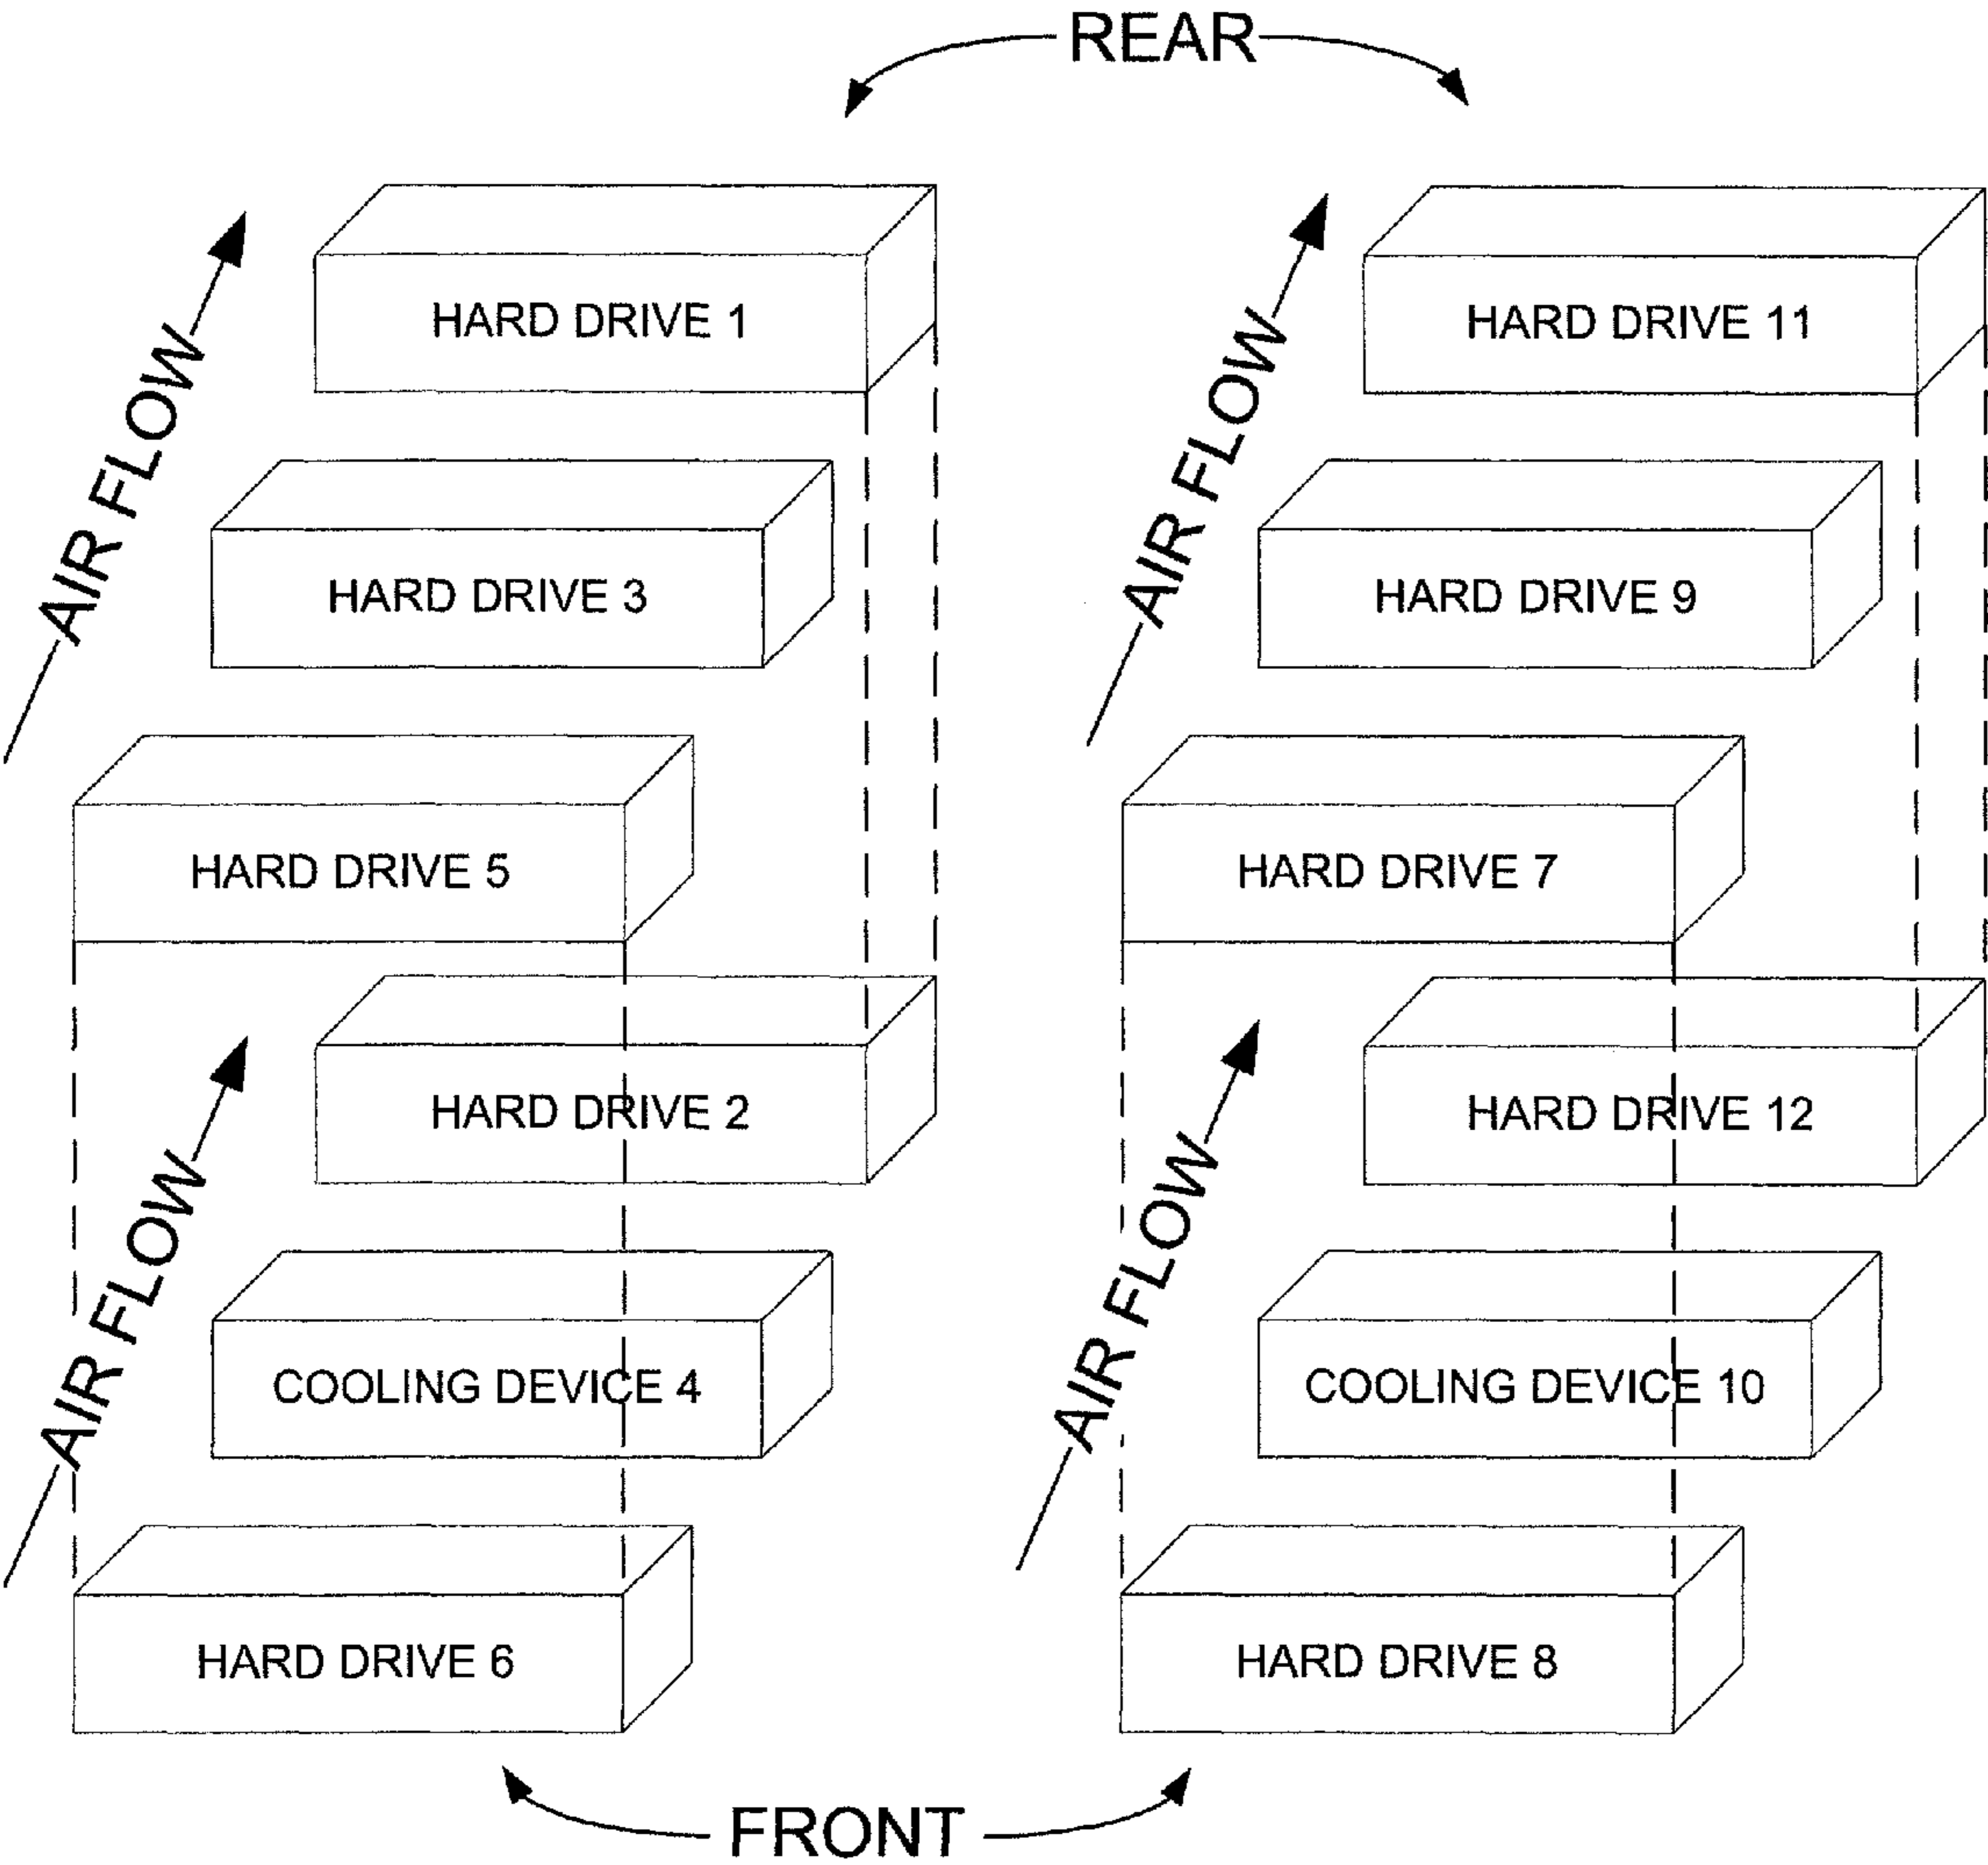 REAR
AIR FLOW
HARD DRIVE 1
AIR FLOW
HARD DRIVE 11
HARD DRIVE 3
HARD DRIVE 9
HARD DRIVE 5
HARD DRIVE 7
AIR FLOW
HARD DRIVE 2
AIR FLOW
HARD DRIVE 12
COOLING DEVICE 4
COOLING DEVICE 10
HARD DRIVE 6
HARD DRIVE 8
FRONT